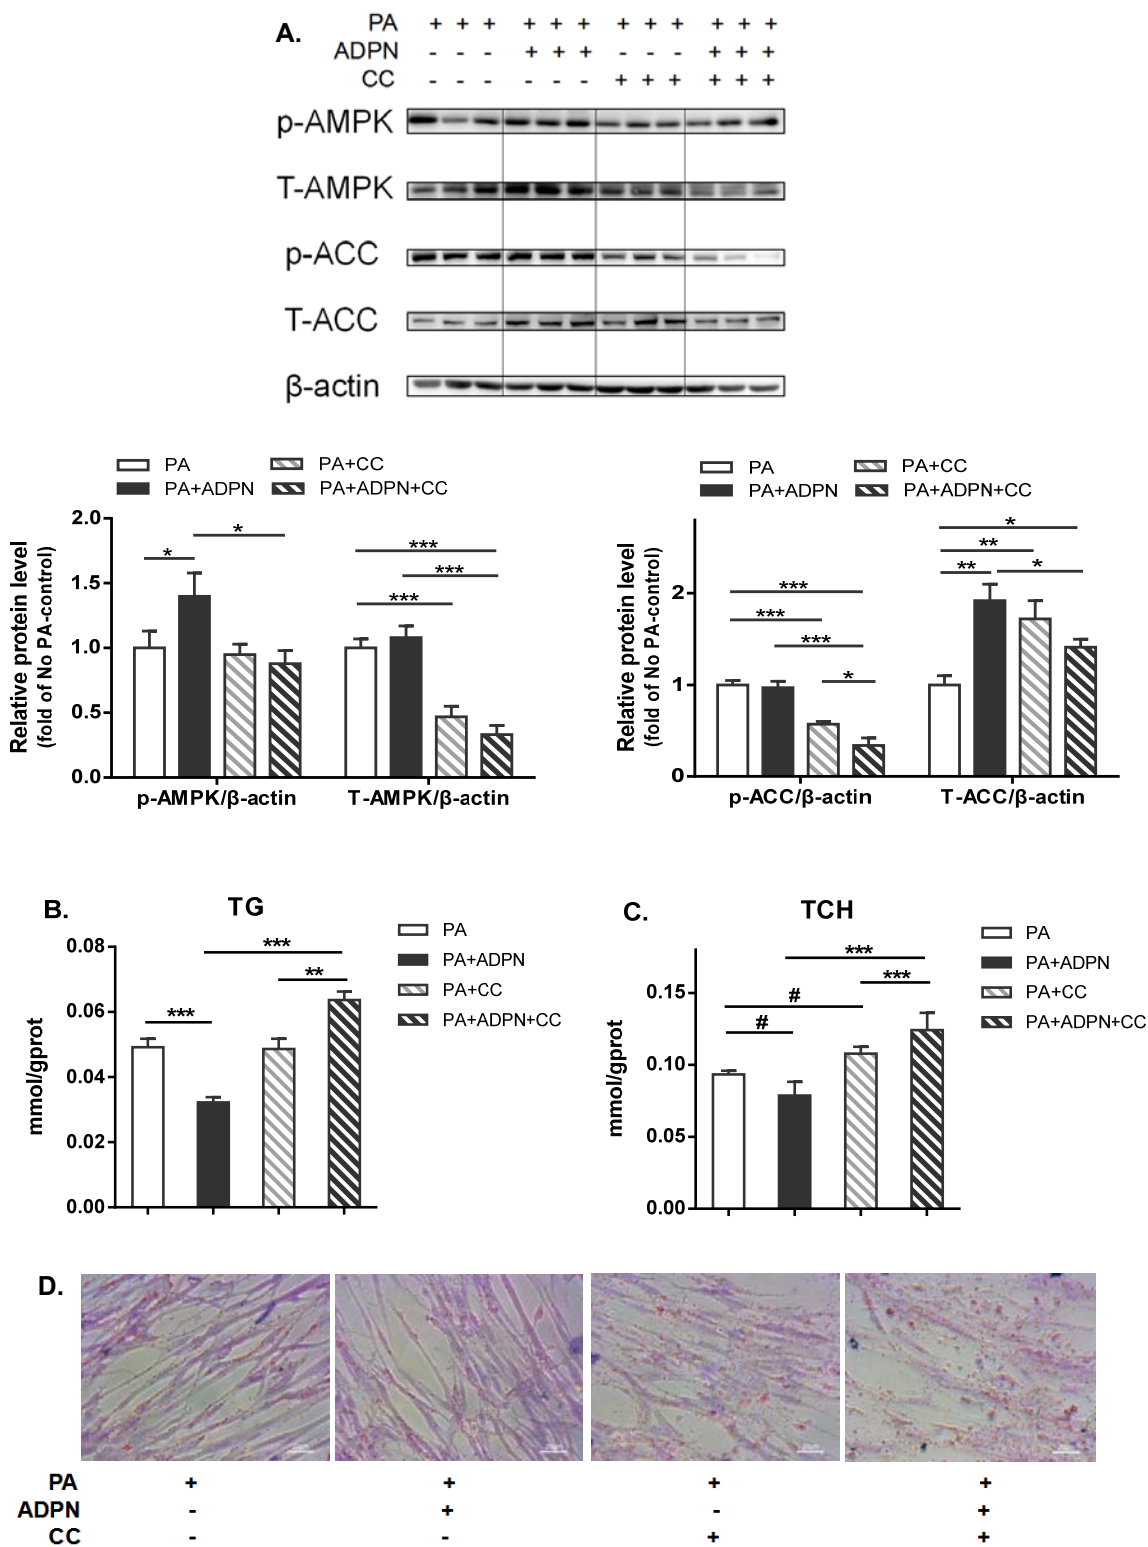 A.
PA + + + + + + + + + + + +
ADPN - - - + + + - - - + + +
CC - - - - - - + + + + + +
p-AMPK
T-AMPK
p-ACC
T-ACC
β-actin
PA
PA+CC
PA+ADPN
PA+ADPN+CC
Relative protein level
(fold of No PA-control)
2.0
1.5
1.0
0.5
0.0
* * *** *** ***
p-AMPK/β-actin
T-AMPK/β-actin
PA
PA+CC
PA+ADPN
PA+ADPN+CC
Relative protein level
(fold of No PA-control)
2
1
0
*** *** *** * * ** ** *
p-ACC/β-actin
T-ACC/β-actin
B.
TG
mmol/gprot
0.08
0.06
0.04
0.02
0.00
*** ** ***
PA
PA+ADPN
PA+CC
PA+ADPN+CC
C.
TCH
mmol/gprot
0.15
0.10
0.05
0.00
*** *** # #
PA
PA+ADPN
PA+CC
PA+ADPN+CC
D.
PA + + + +
ADPN - + - +
CC - - + +